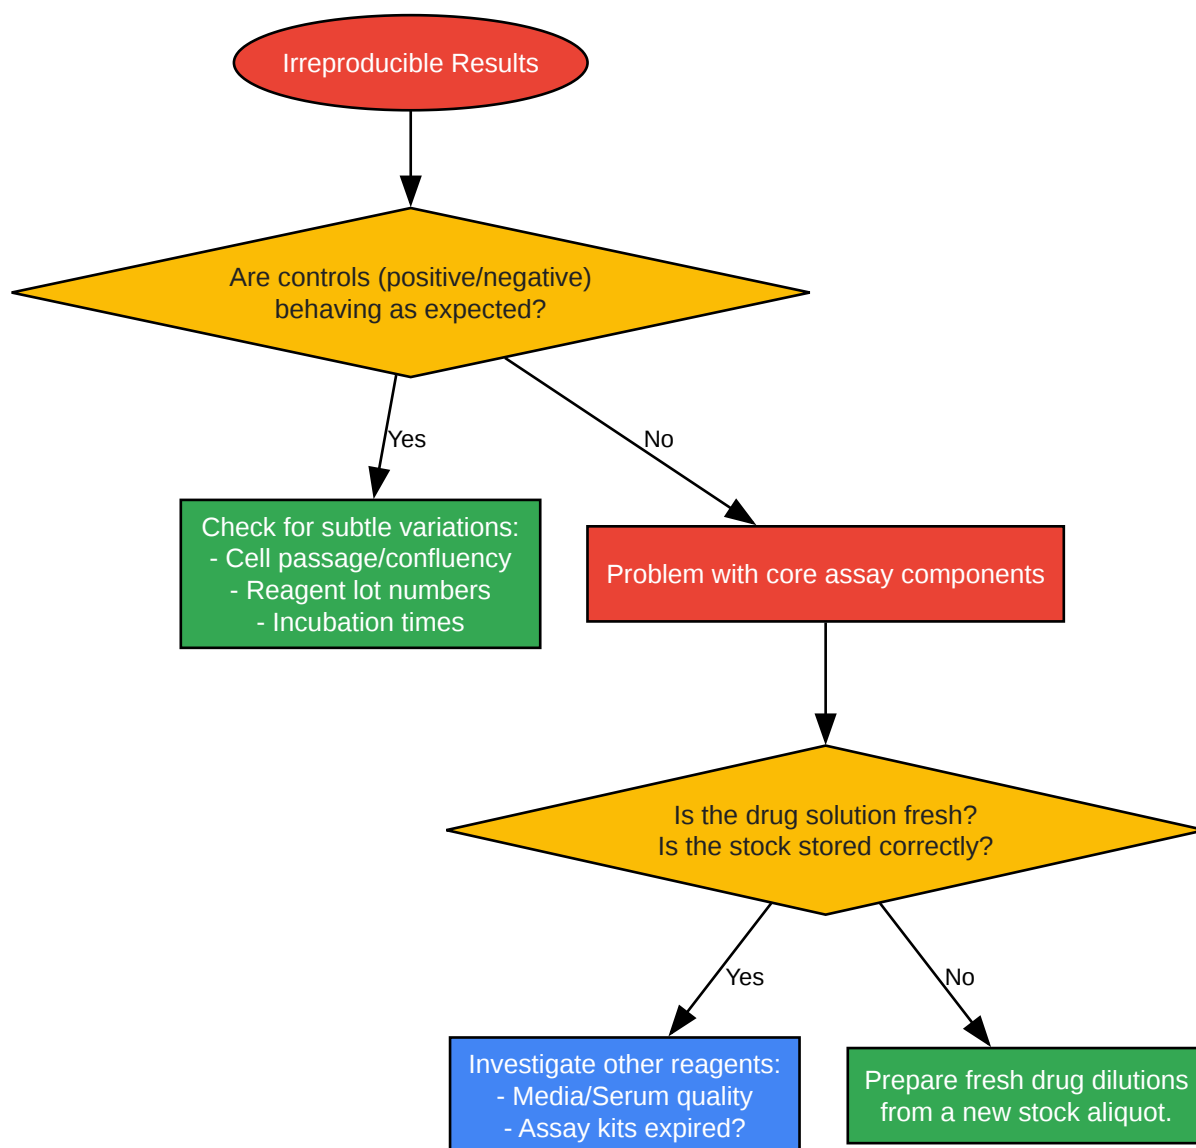 Irreproducible Results
Are controls (positive/negative)
behaving as expected?
Yes
No
Check for subtle variations:
- Cell passage/confluency
- Reagent lot numbers
- Incubation times
Problem with core assay components
Is the drug solution fresh?
Is the stock stored correctly?
Yes
No
Investigate other reagents:
- Media/Serum quality
- Assay kits expired?
Prepare fresh drug dilutions
from a new stock aliquot.